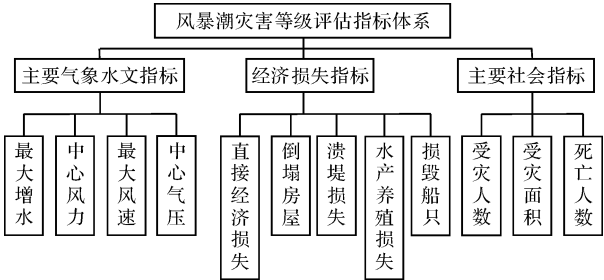 风暴潮灾害等级评估指标体系
主要气象水文指标
经济损失指标
主要社会指标
最大增水
中心风力
最大风速
中心气压
直接经济损失
倒塌房屋
溃堤损失
水产养殖损失
损毁船只
受灾人数
受灾面积
死亡人数